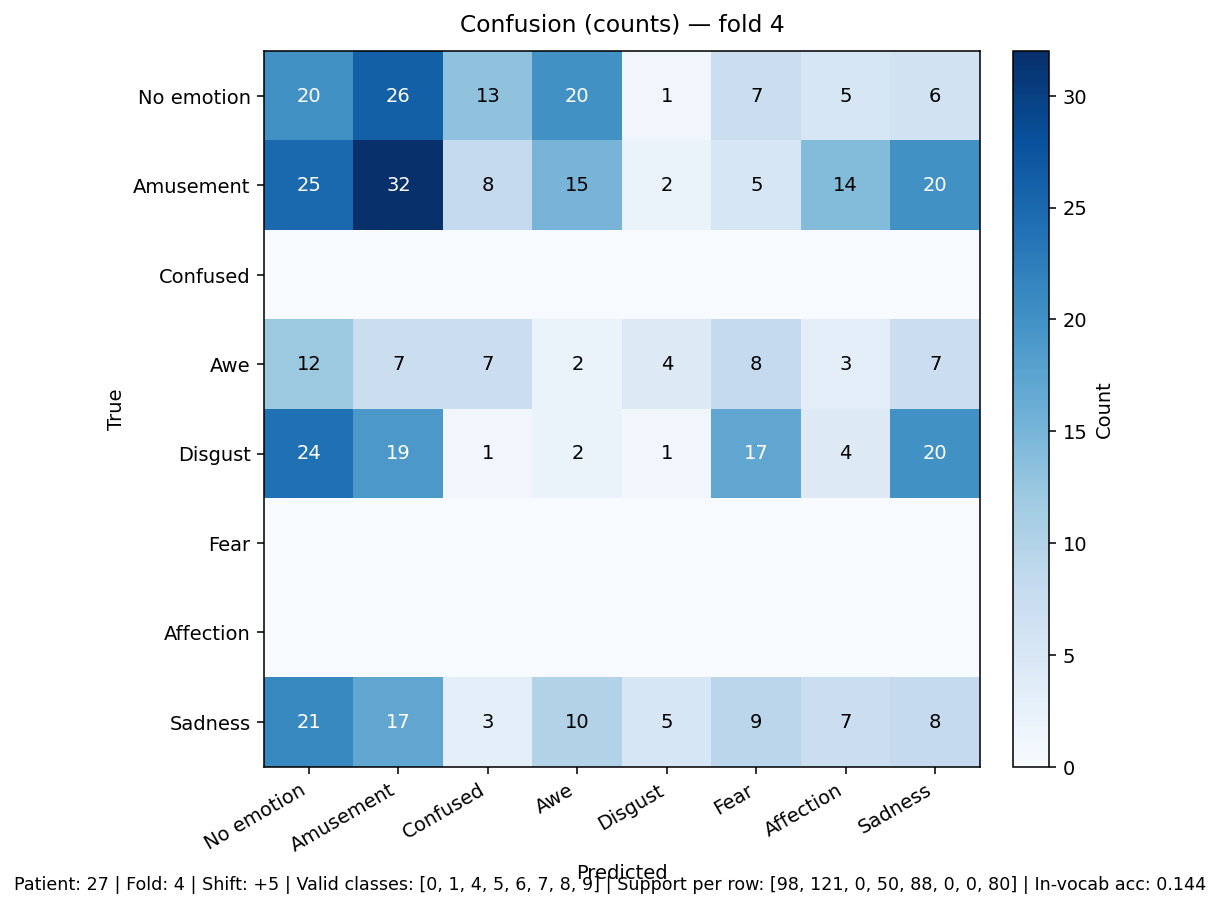 Confusion (counts) — fold 4
No emotion 20 26 13 20 1 7 5 6
Amusement 25 32 8 15 2 5 14 20
Confused
Awe 12 7 7 2 4 8 3 7
Disgust 24 19 1 2 1 17 4 20
Fear
Affection
Sadness 21 17 3 10 5 9 7 8
True
No emotion Amusement Confused Awe Disgust Fear Affection Sadness
Predicted
30
25
20
15
10
5
0
Count
Patient: 27 | Fold: 4 | Shift: +5 | Valid classes: [0, 1, 4, 5, 6, 7, 8, 9] | Support per row: [98, 121, 0, 50, 88, 0, 0, 80] | In-vocab acc: 0.144